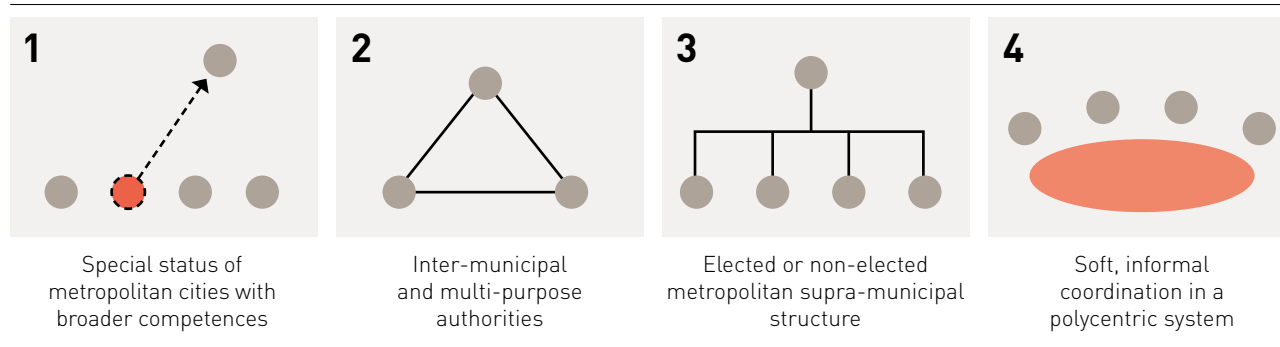 1
Special status of
metropolitan cities with
broader competences
2
Inter-municipal
and multi-purpose
authorities
3
Elected or non-elected
metropolitan supra-municipal
structure
4
Soft, informal
coordination in a
polycentric system